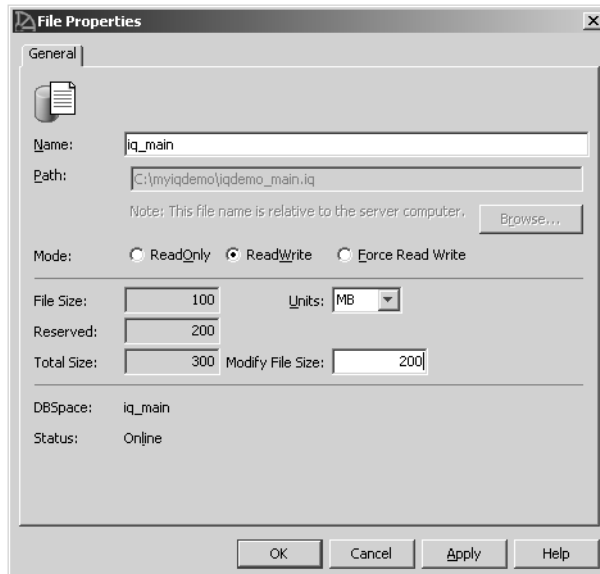 File Properties
General
Name: iq_main
Path: C:\myiqdemo\iqdemo_main.iq
Note: This file name is relative to the server computer. Browse...
Mode: ReadOnly ReadWrite Force Read Write
File Size: 100 Units: MB
Reserved: 200
Total Size: 300 Modify File Size: 200
DBSpace: iq_main
Status: Online
OK Cancel Apply Help